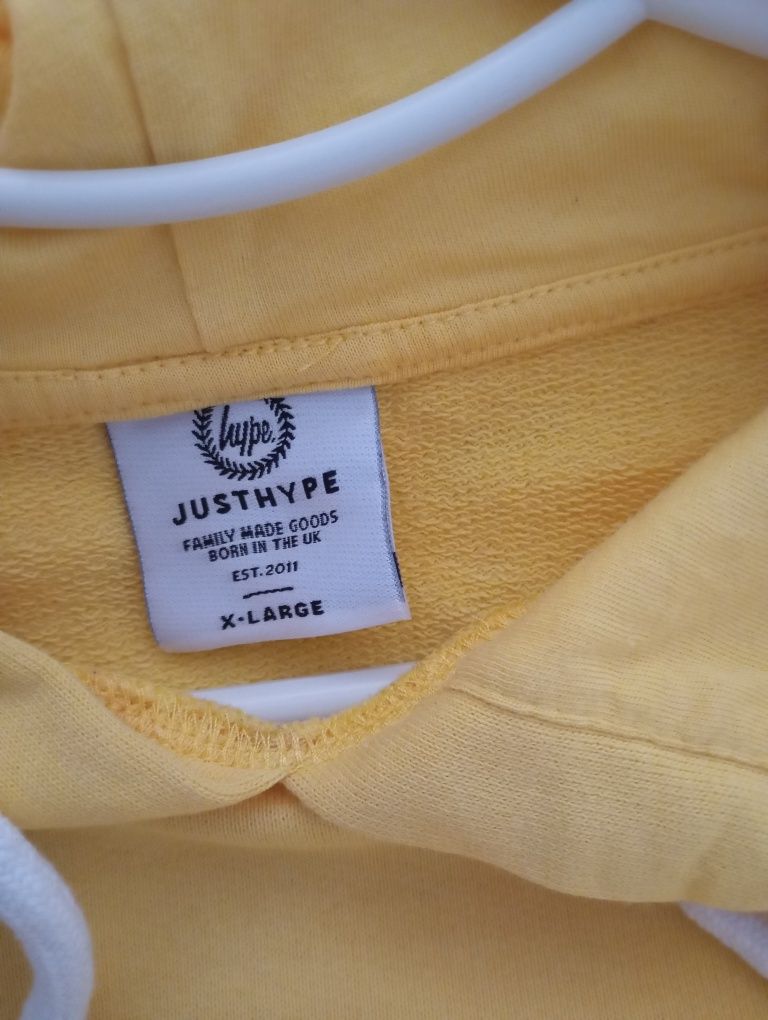 hype.
JUSTHYPE
FAMILY MADE GOODS
BORN IN THE UK
EST.2011
X-LARGE